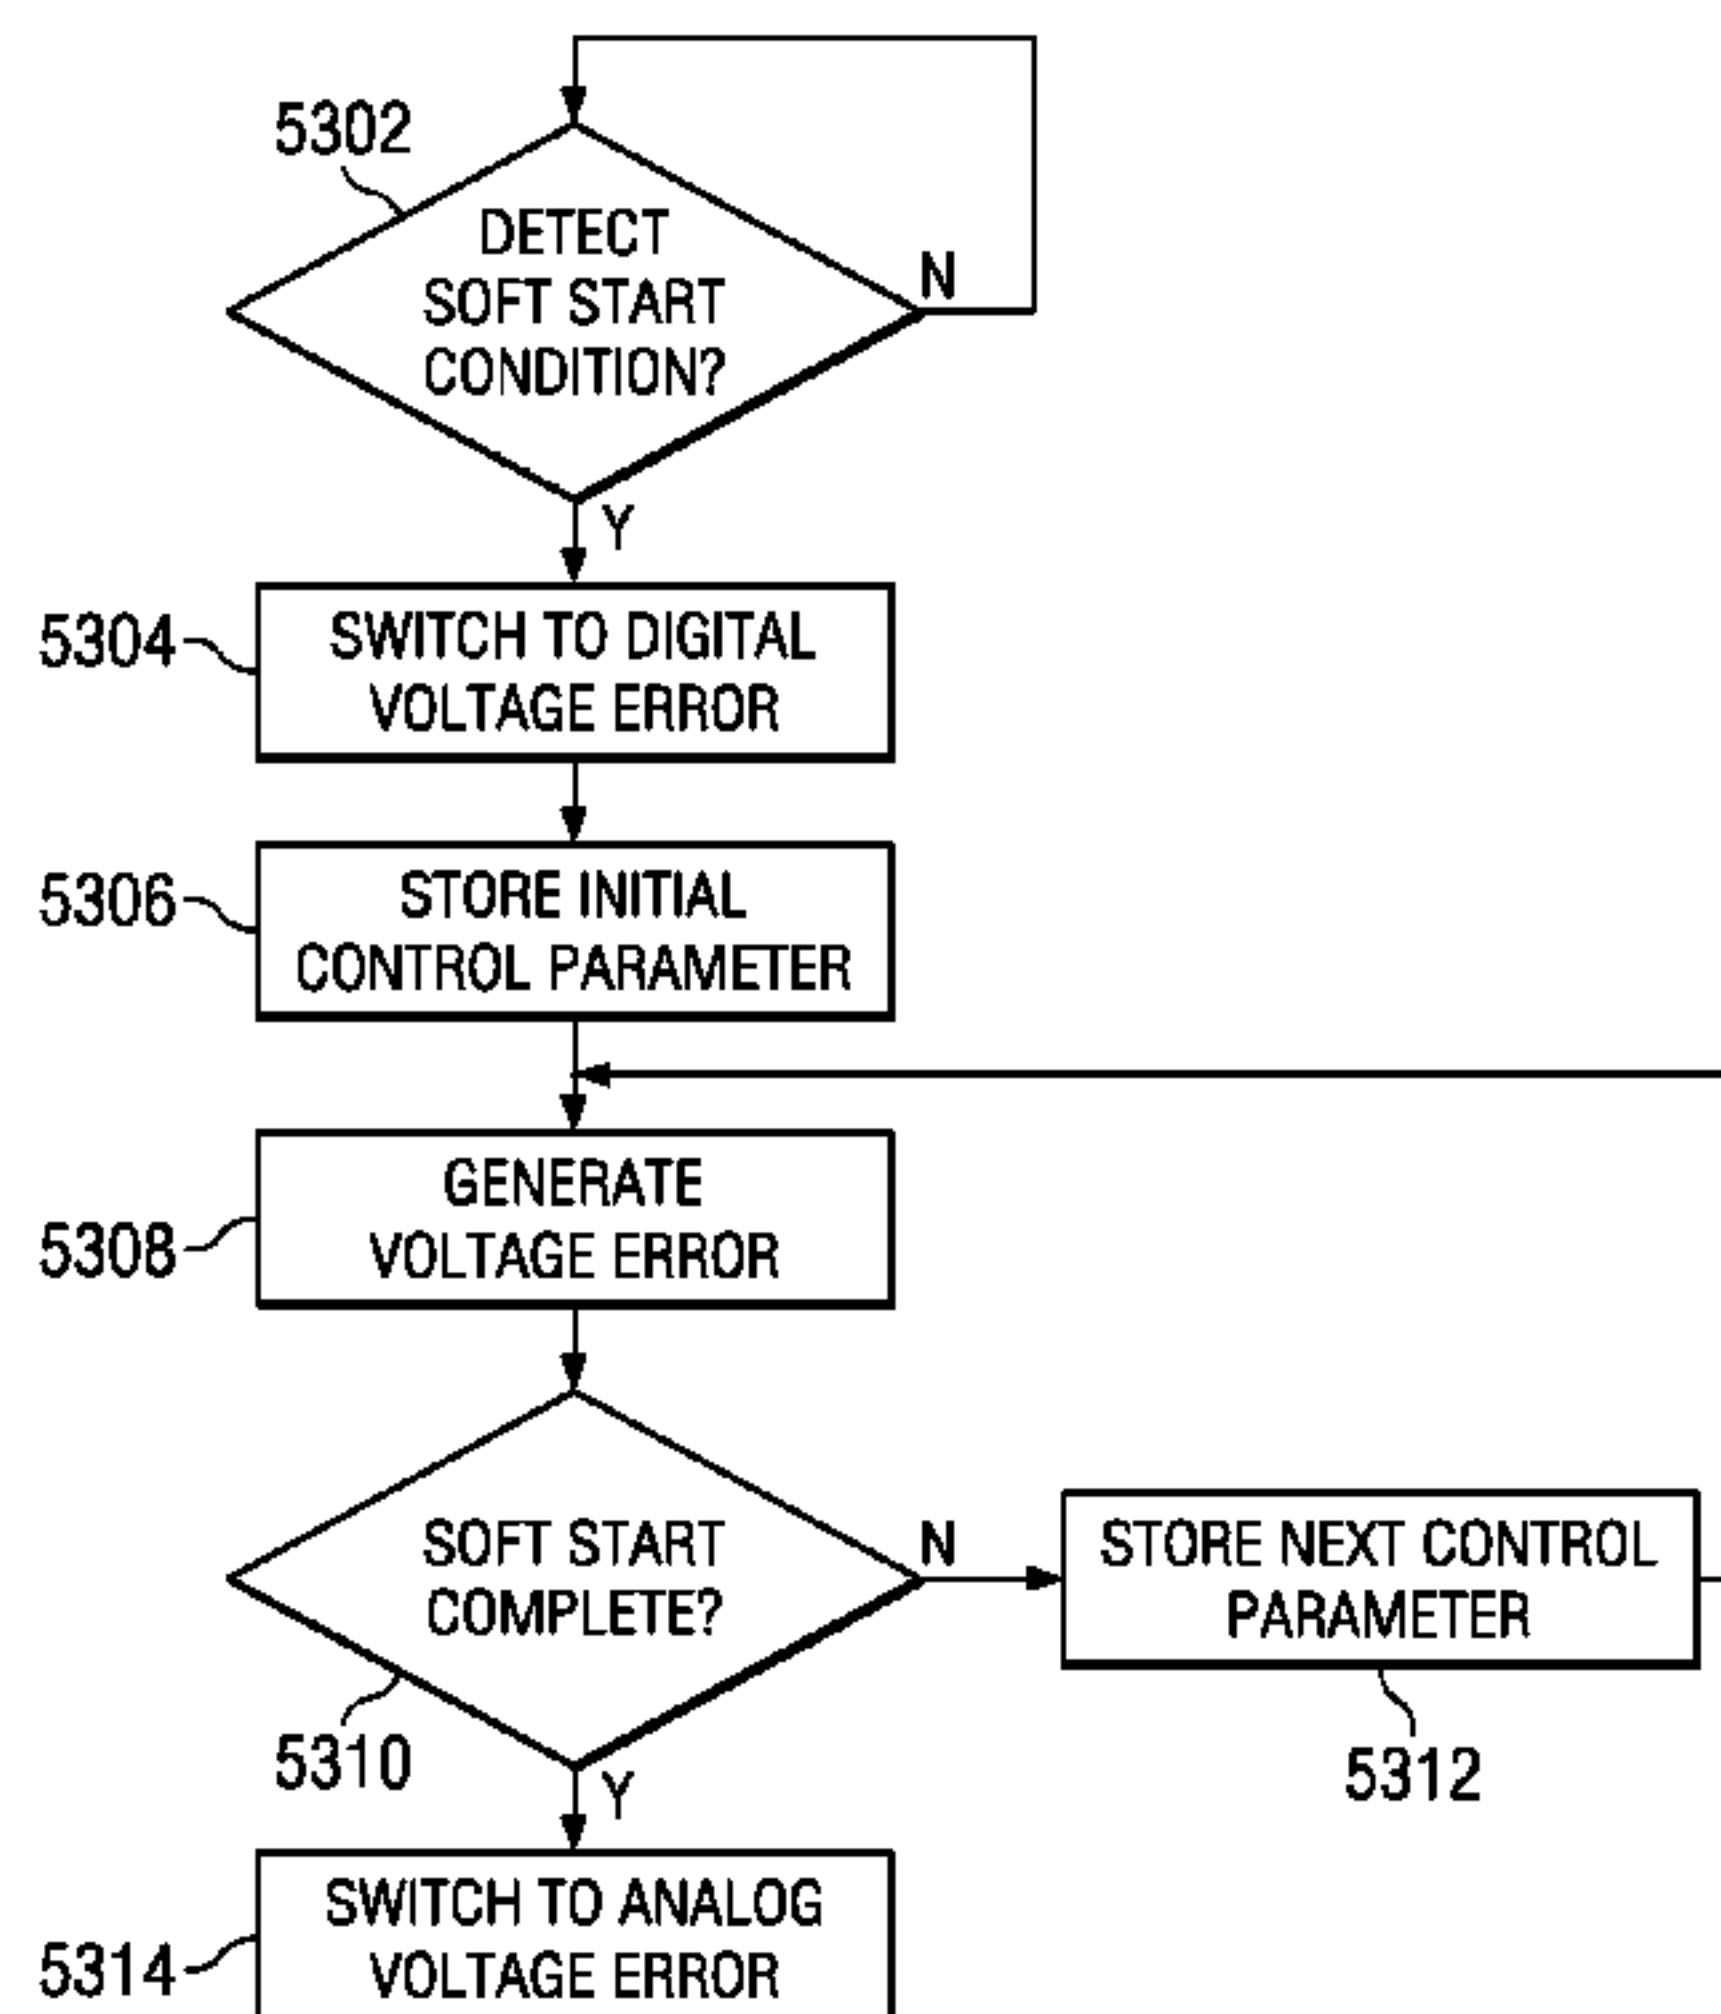 5302
DETECT
SOFT START
CONDITION?
N
Y
5304
SWITCH TO DIGITAL
VOLTAGE ERROR
5306
STORE INITIAL
CONTROL PARAMETER
5308
GENERATE
VOLTAGE ERROR
SOFT START
COMPLETE?
N
STORE NEXT CONTROL
PARAMETER
5310
5312
Y
5314
SWITCH TO ANALOG
VOLTAGE ERROR